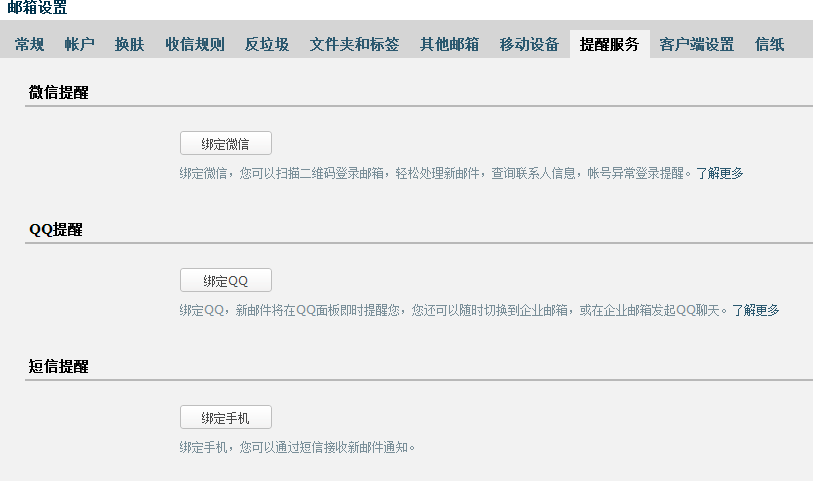 邮箱设置
常规 帐户 换肤 收信规则 反垃圾 文件夹和标签 其他邮箱 移动设备 提醒服务 客户端设置 信纸
微信提醒
绑定微信
绑定微信，您可以扫描二维码登录邮箱，轻松处理新邮件，查询联系人信息，帐号异常登录提醒。了解更多
QQ提醒
绑定QQ
绑定QQ，新邮件将在QQ面板即时提醒您，您还可以随时切换到企业邮箱，或在企业邮箱发起QQ聊天。了解更多
短信提醒
绑定手机
绑定手机，您可以通过短信接收新邮件通知。